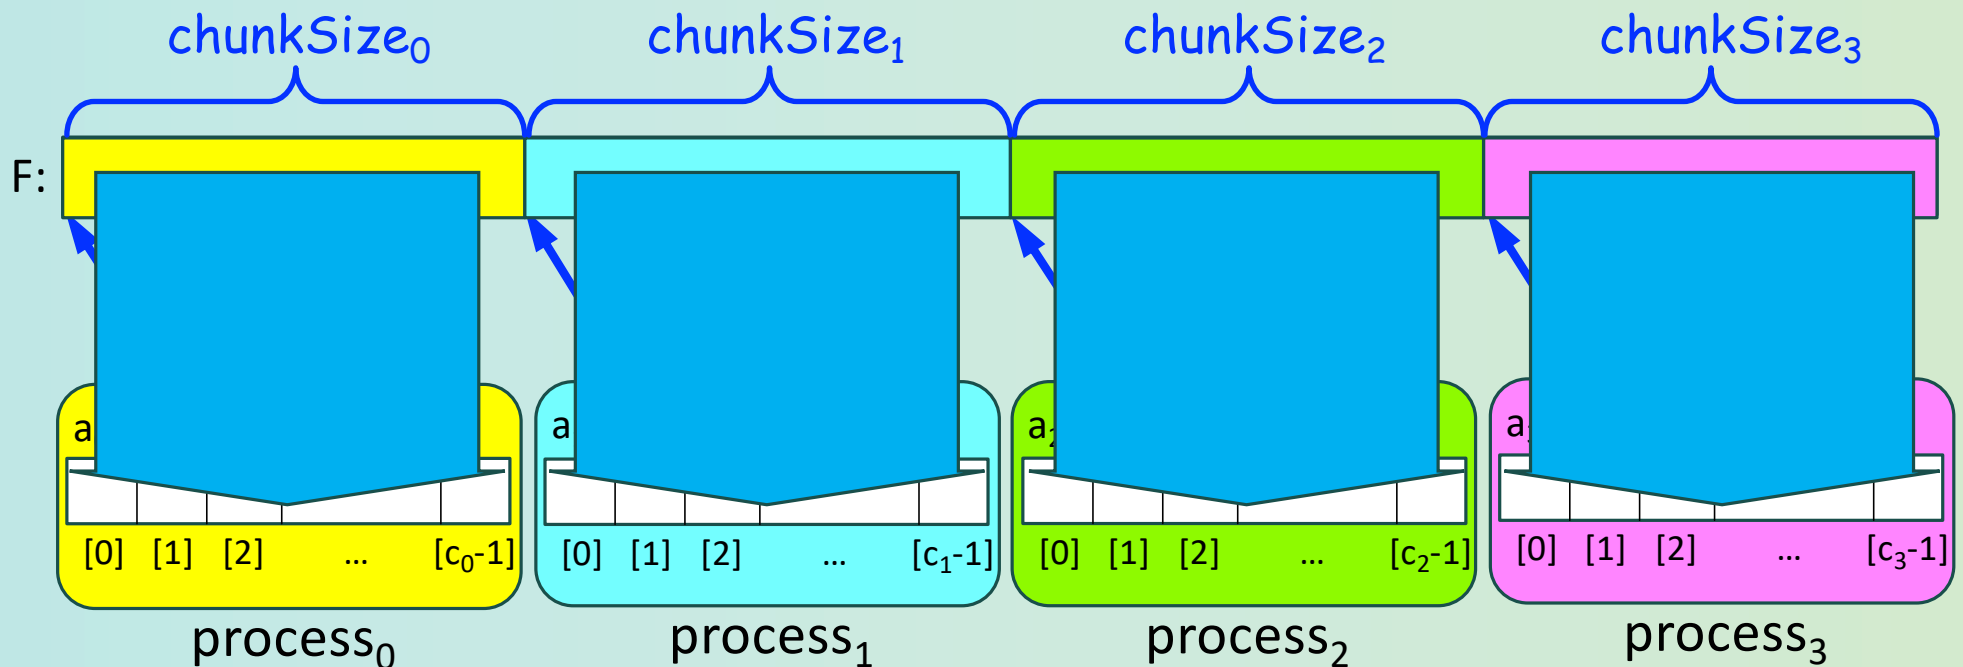 chunkSize₀ chunkSize₁ chunkSize₂ chunkSize₃
F:
a a a₂ a
[0] [1] [2] ... [c₀-1] [0] [1] [2] ... [c₁-1] [0] [1] [2] ... [c₂-1] [0] [1] [2] ... [c₃-1]
process₀ process₁ process₂ process₃